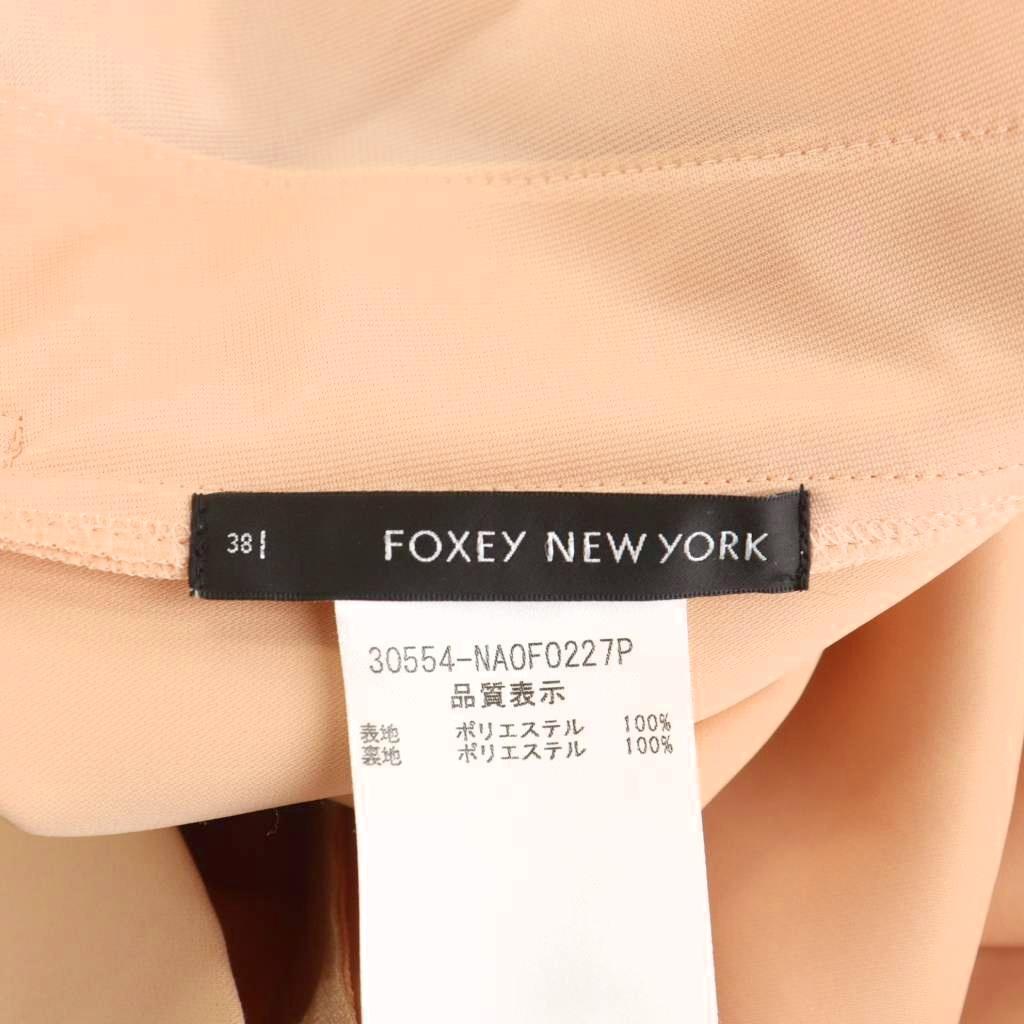 38 FOXEY NEW YORK
30554-NAOF0227P
品質表示
表地 ポリエステル 100%
裏地 ポリエステル 100%